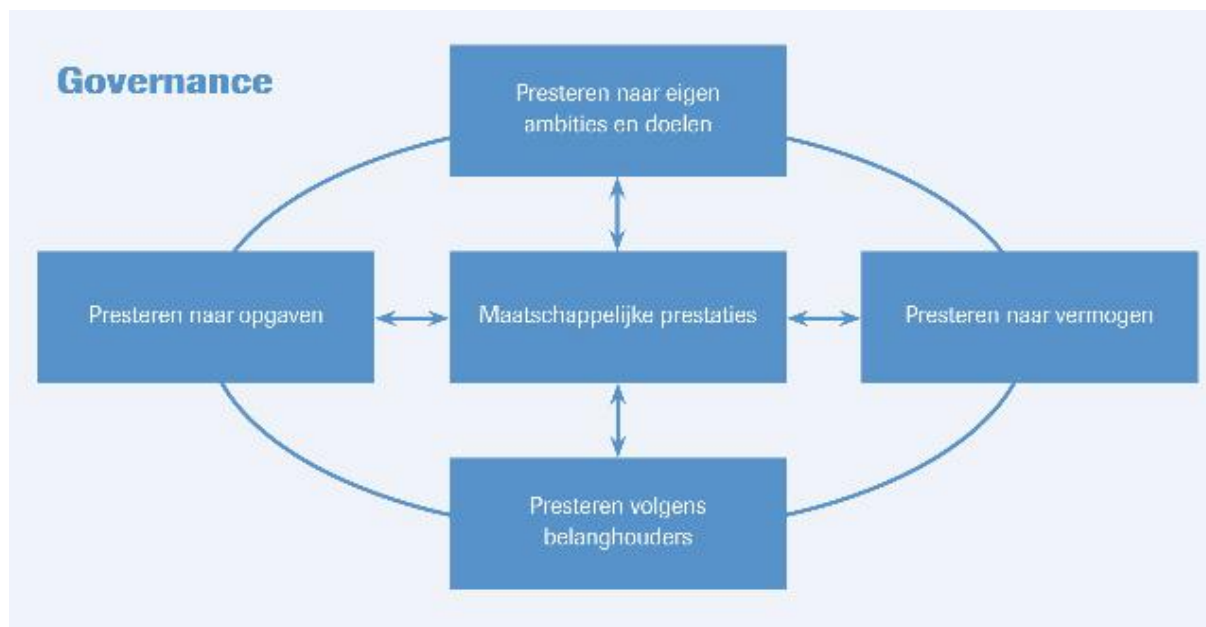 Governance
Presteren naar eigen
ambities en doelen
Presteren naar opgaven
Maatschappelijke prestaties
Presteren naar vermogen
Presteren volgens
belanghouders